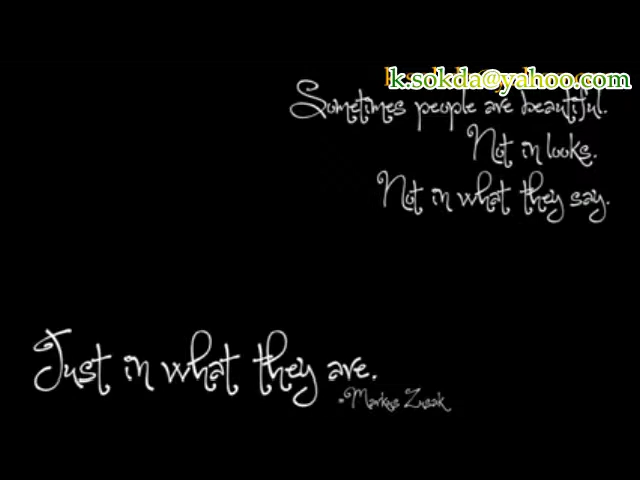 k.sokda@yahoo.com
Sometimes people are beautiful.
Not in looks.
Not in what they say.
Just in what they are.
-Markus Zusak